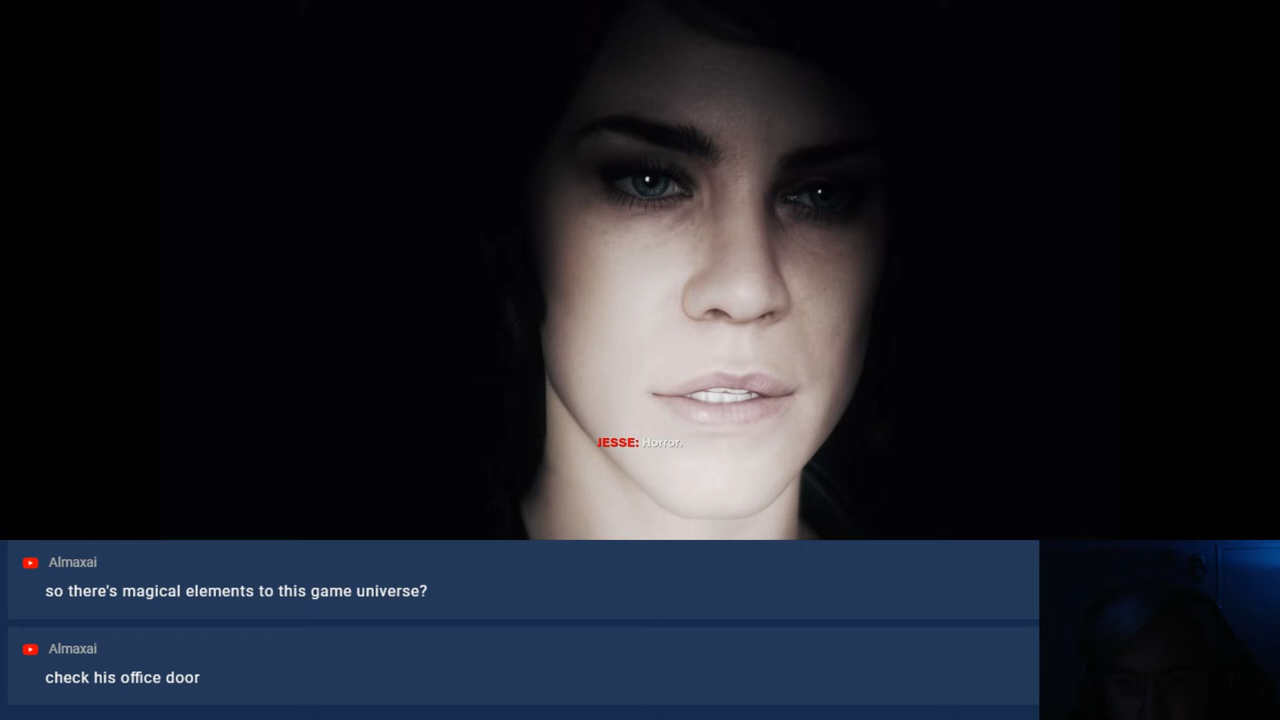 JESSE: Horror.
Almaxai
so there's magical elements to this game universe?
Almaxai
check his office door